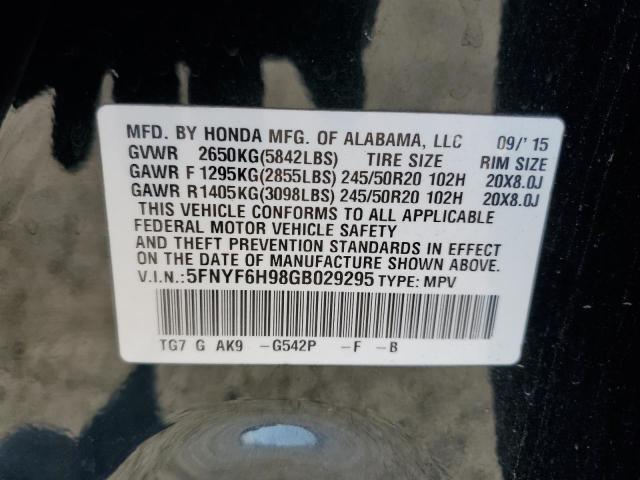 MFD. BY HONDA MFG. OF ALABAMA, LLC 09/'15
GVWR 2650KG(5842LBS) TIRE SIZE RIM SIZE
GAWR F 1295KG(2855LBS) 245/50R20 102H 20X8.0J
GAWR R 1405KG(3098LBS) 245/50R20 102H 20X8.0J
THIS VEHICLE CONFORMS TO ALL APPLICABLE
FEDERAL MOTOR VEHICLE SAFETY
AND THEFT PREVENTION STANDARDS IN EFFECT
ON THE DATE OF MANUFACTURE SHOWN ABOVE.
V.I.N.:5FNYF6H98GB029295 TYPE: MPV
TG7 G AK9 -G542P -F -B